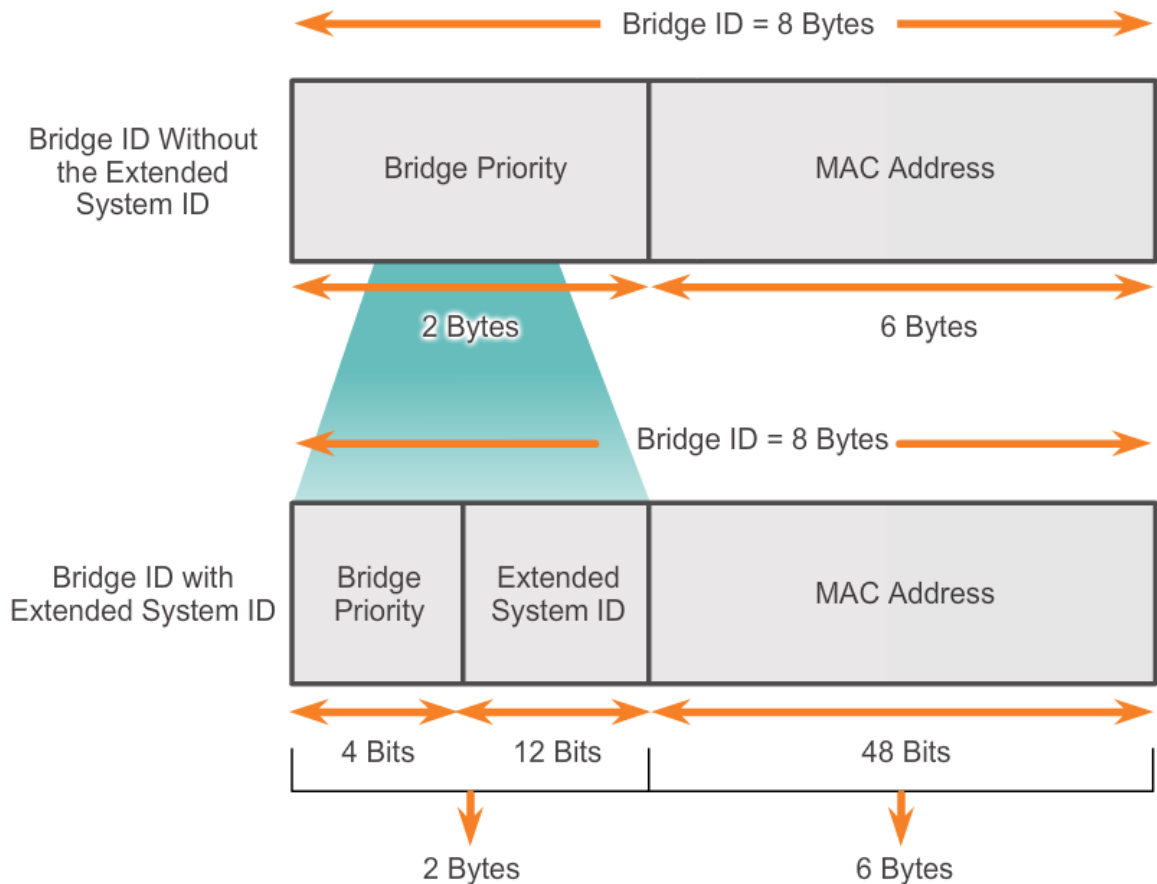 Bridge ID = 8 Bytes
Bridge ID Without
the Extended
System ID
Bridge Priority
MAC Address
2 Bytes
6 Bytes
Bridge ID = 8 Bytes
Bridge ID with
Extended System ID
Bridge
Priority
Extended
System ID
MAC Address
4 Bits
12 Bits
48 Bits
2 Bytes
6 Bytes